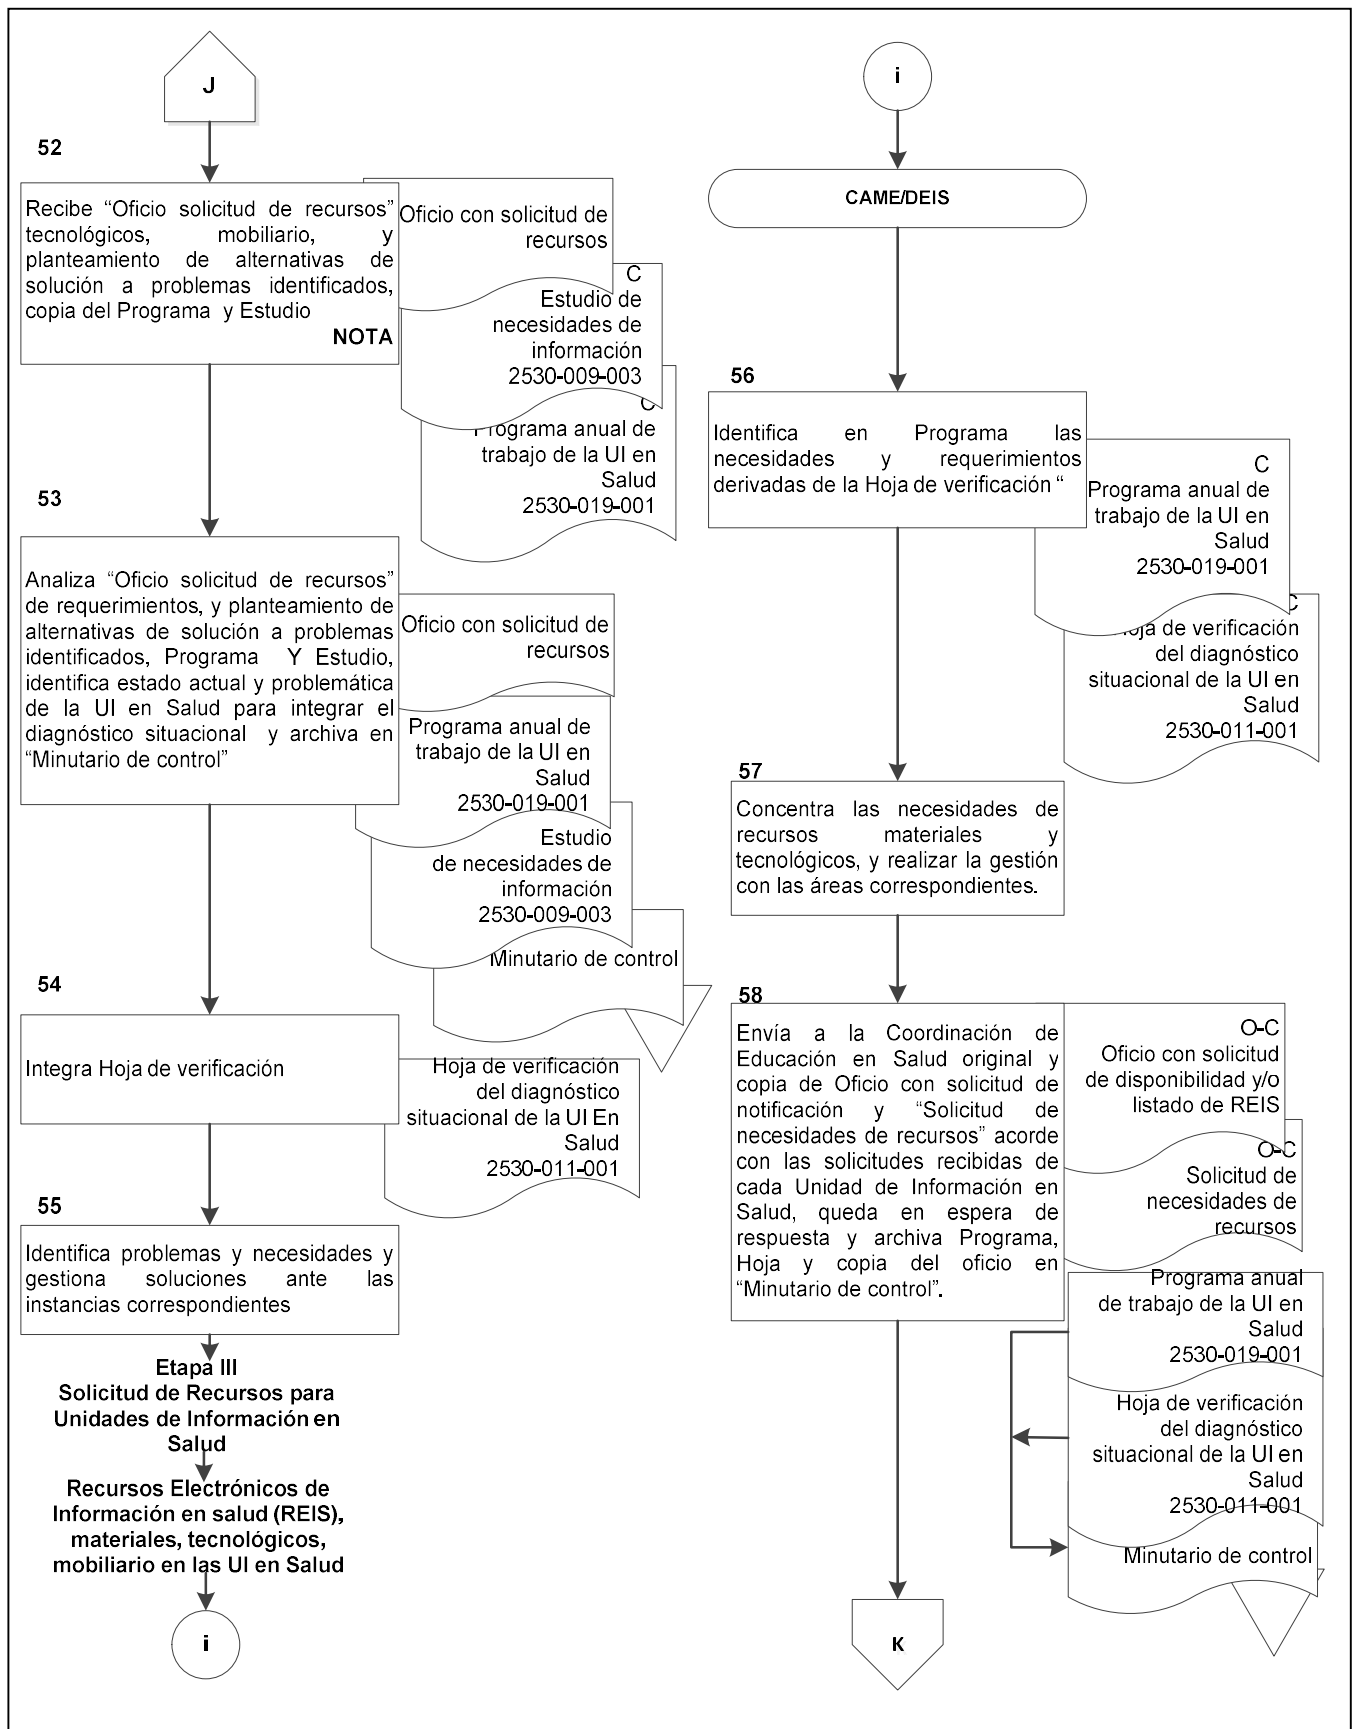 J
52
Recibe “Oficio solicitud de recursos”
tecnológicos, mobiliario, y
planteamiento de alternativas de
solución a problemas identificados,
copia del Programa y Estudio
NOTA
Oficio con solicitud de
recursos
C
Estudio de
necesidades de
información
2530-009-003
C
Programa anual de
trabajo de la UI en
Salud
2530-019-001
53
Analiza “Oficio solicitud de recursos”
de requerimientos, y planteamiento de
alternativas de solución a problemas
identificados, Programa Y Estudio,
identifica estado actual y problemática
de la UI en Salud para integrar el
diagnóstico situacional y archiva en
“Minutario de control”
Oficio con solicitud de
recursos
Programa anual de
trabajo de la UI en
Salud
2530-019-001
Estudio
de necesidades de
información
2530-009-003
Minutario de control
54
Integra Hoja de verificación
Hoja de verificación
del diagnóstico
situacional de la UI En
Salud
2530-011-001
55
Identifica problemas y necesidades y
gestiona soluciones ante las
instancias correspondientes
Etapa III
Solicitud de Recursos para
Unidades de Información en
Salud
Recursos Electrónicos de
Información en salud (REIS),
materiales, tecnológicos,
mobiliario en las UI en Salud
i
i
CAME/DEIS
56
Identifica en Programa las
necesidades y requerimientos
derivadas de la Hoja de verificación “
C
Programa anual de
trabajo de la UI en
Salud
2530-019-001
C
Hoja de verificación
del diagnóstico
situacional de la UI en
Salud
2530-011-001
57
Concentra las necesidades de
recursos materiales y
tecnológicos, y realizar la gestión
con las áreas correspondientes.
58
Envía a la Coordinación de
Educación en Salud original y
copia de Oficio con solicitud de
notificación y “Solicitud de
necesidades de recursos” acorde
con las solicitudes recibidas de
cada Unidad de Información en
Salud, queda en espera de
respuesta y archiva Programa,
Hoja y copia del oficio en
“Minutario de control”.
O-C
Oficio con solicitud
de disponibilidad y/o
listado de REIS
O-C
Solicitud de
necesidades de
recursos
Programa anual
de trabajo de la UI en
Salud
2530-019-001
Hoja de verificación
del diagnóstico
situacional de la UI en
Salud
2530-011-001
Minutario de control
K